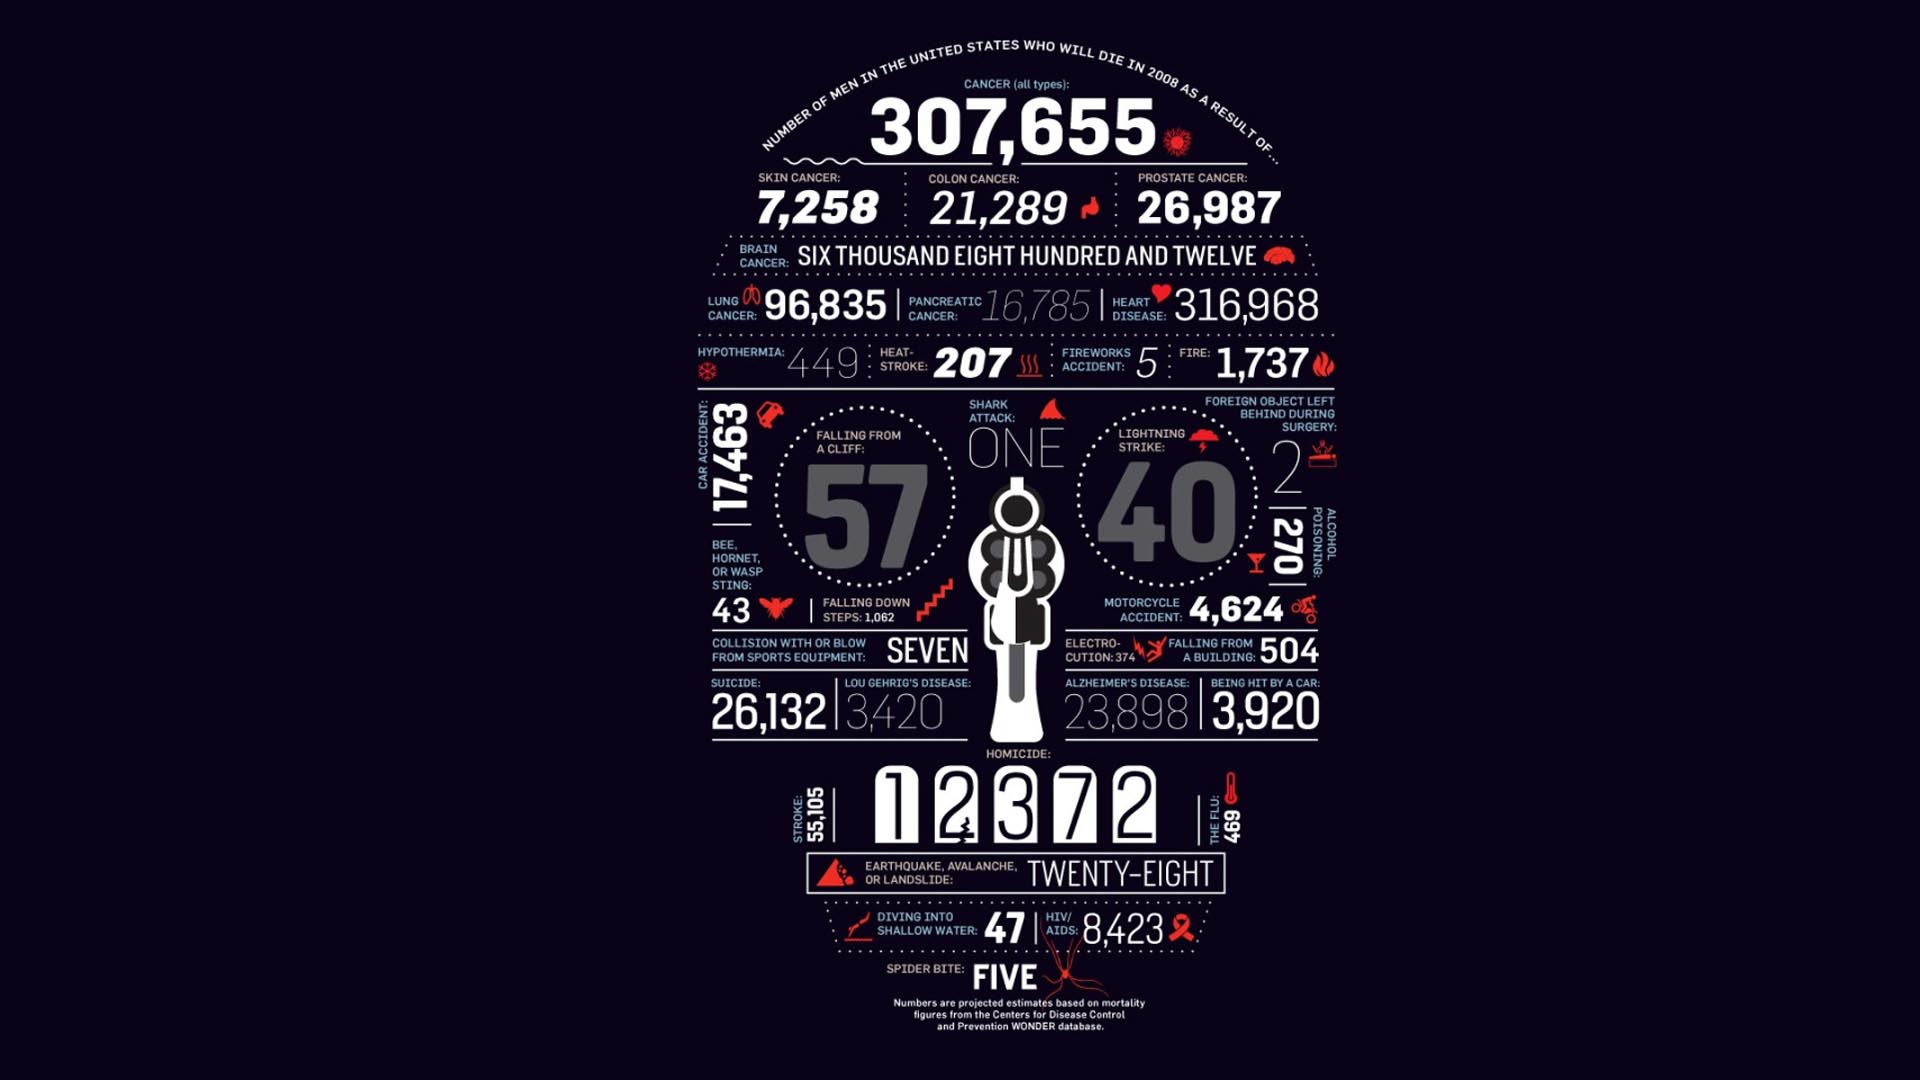 NUMBER OF MEN IN THE UNITED STATES WHO WILL DIE IN 2008 AS A RESULT OF...
CANCER (all types):
307,655
SKIN CANCER:
7,258
COLON CANCER:
21,289
PROSTATE CANCER:
26,987
BRAIN
CANCER:
SIX THOUSAND EIGHT HUNDRED AND TWELVE
LUNG
CANCER:
96,835
PANCREATIC
CANCER:
16,785
HEART
DISEASE:
316,968
HYPOTHERMIA:
449
HEAT-
STROKE:
207
FIREWORKS
ACCIDENT:
5
FIRE:
1,737
CAR ACCIDENT:
17,463
FALLING FROM
A CLIFF:
57
SHARK
ATTACK:
ONE
LIGHTNING
STRIKE:
40
FOREIGN OBJECT LEFT
BEHIND DURING
SURGERY:
2
ALCOHOL
POISONING:
270
BEE,
HORNET,
OR WASP
STING:
43
FALLING DOWN
STEPS: 1,062
MOTORCYCLE
ACCIDENT:
4,624
COLLISION WITH OR BLOW
FROM SPORTS EQUIPMENT:
SEVEN
ELECTRO-
CUTION: 374
FALLING FROM
A BUILDING:
504
SUICIDE:
26,132
LOU GEHRIG'S DISEASE:
3,420
ALZHEIMER'S DISEASE:
23,898
BEING HIT BY A CAR:
3,920
HOMICIDE:
12372
STROKE:
55,105
THE FLU:
469
EARTHQUAKE, AVALANCHE,
OR LANDSLIDE:
TWENTY-EIGHT
DIVING INTO
SHALLOW WATER:
47
HIV/
AIDS:
8,423
SPIDER BITE:
FIVE
Numbers are projected estimates based on mortality
figures from the Centers for Disease Control
and Prevention WONDER database.